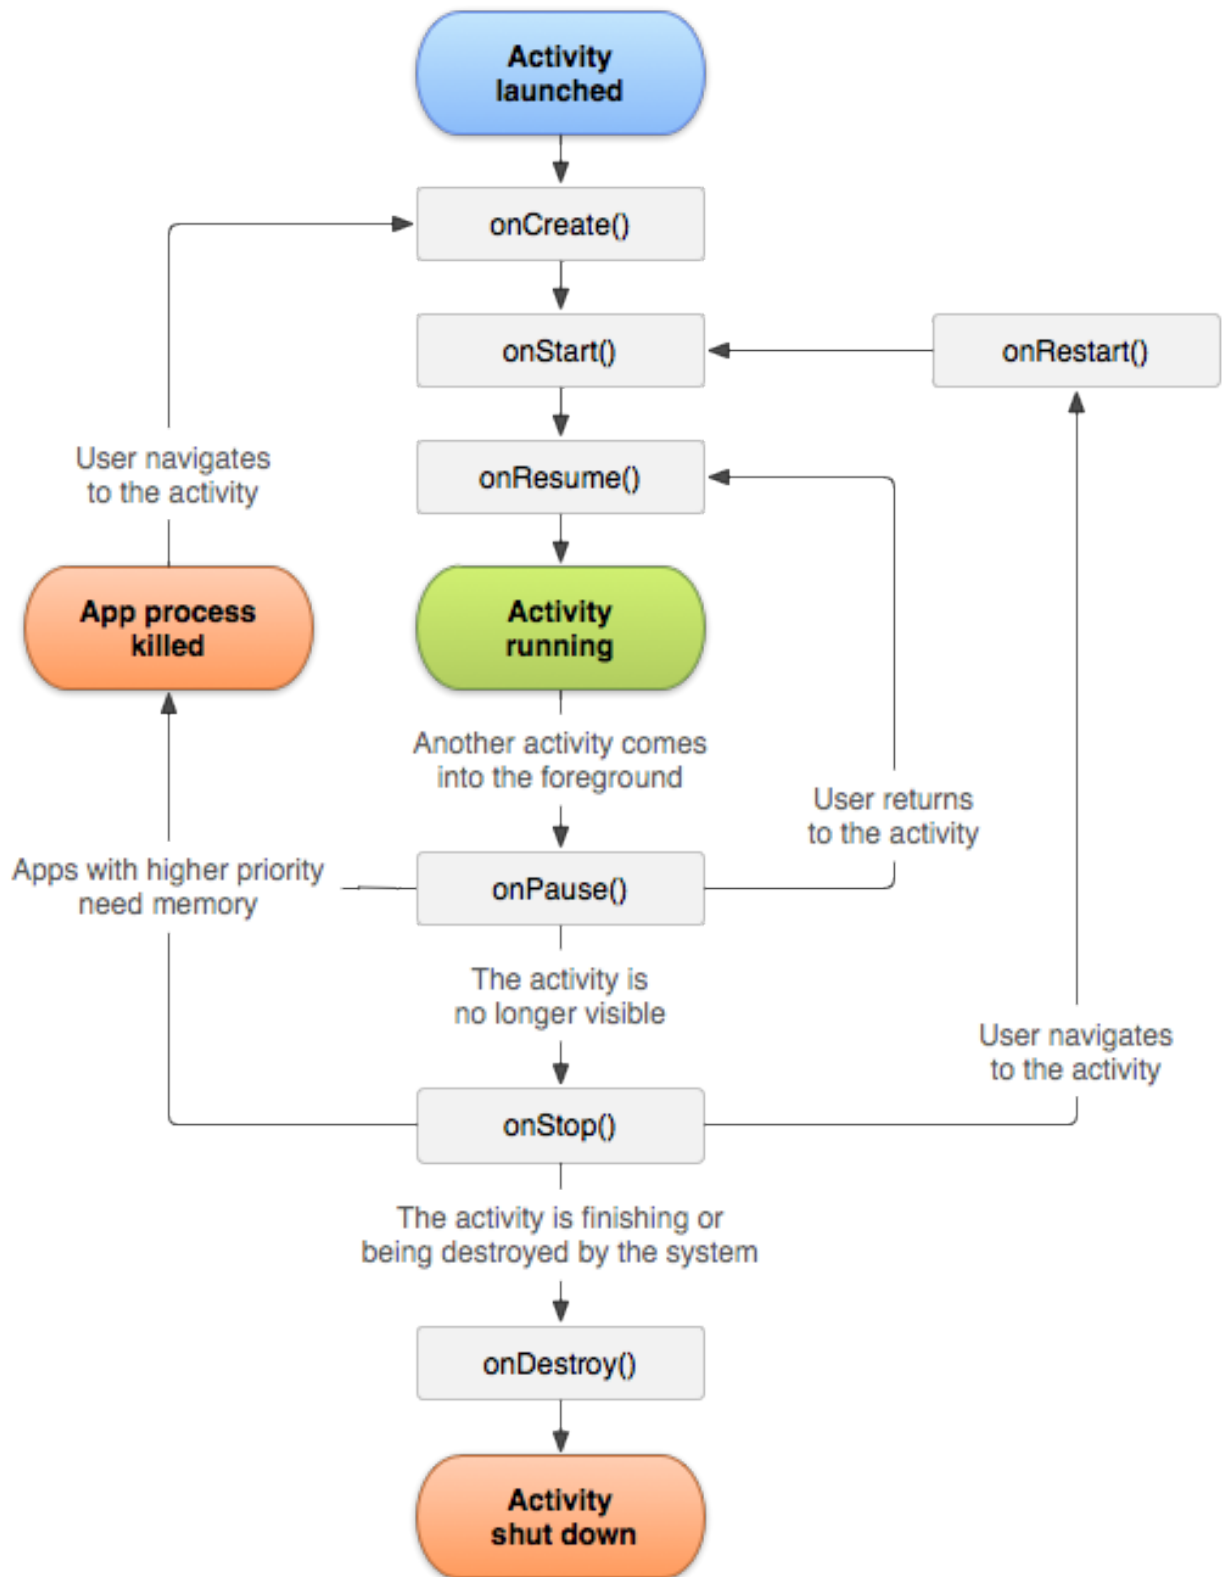 Activity
launched
onCreate()
onStart()
onRestart()
User navigates
to the activity
onResume()
App process
killed
Activity
running
Another activity comes
into the foreground
User returns
to the activity
Apps with higher priority
need memory
onPause()
The activity is
no longer visible
User navigates
to the activity
onStop()
The activity is finishing or
being destroyed by the system
onDestroy()
Activity
shut down